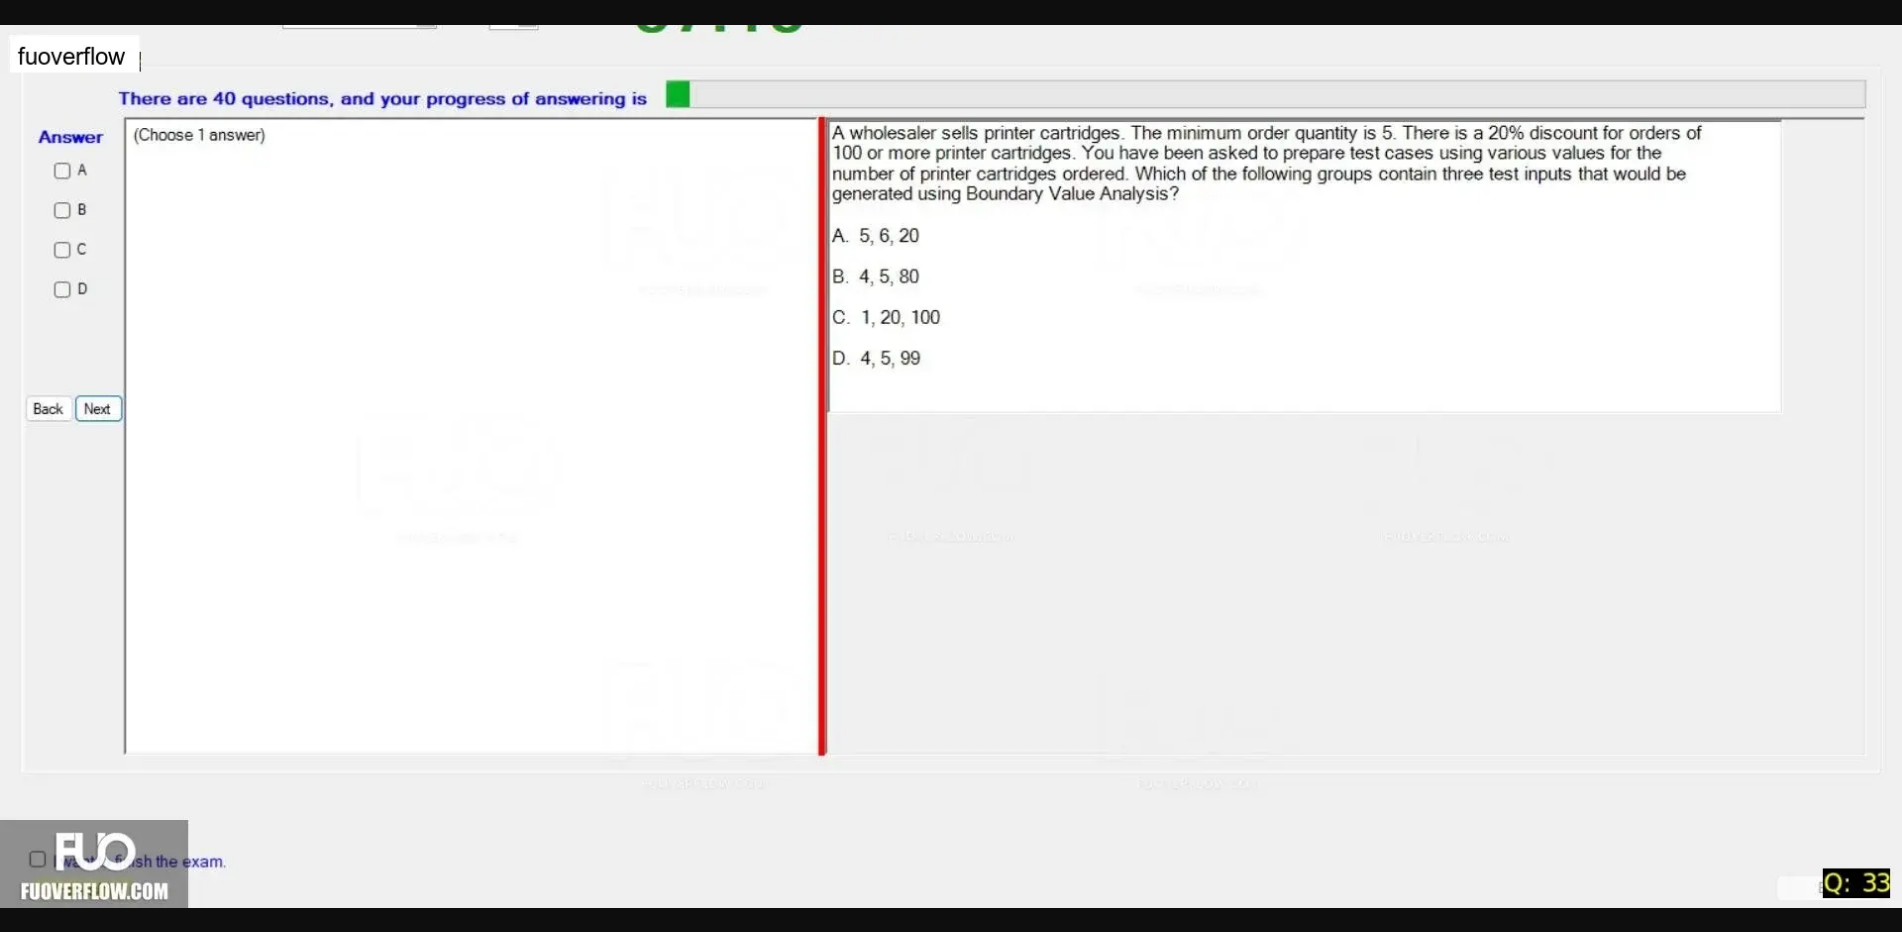 fuoverflow
There are 40 questions, and your progress of answering is
Answer
(Choose 1 answer)
A
B
C
D
Back
Next
A wholesaler sells printer cartridges. The minimum order quantity is 5. There is a 20% discount for orders of
100 or more printer cartridges. You have been asked to prepare test cases using various values for the
number of printer cartridges ordered. Which of the following groups contain three test inputs that would be
generated using Boundary Value Analysis?
A. 5, 6, 20
B. 4, 5, 80
C. 1, 20, 100
D. 4, 5, 99
FUO
the exam.
FUOVERFLOW.COM
Q: 33